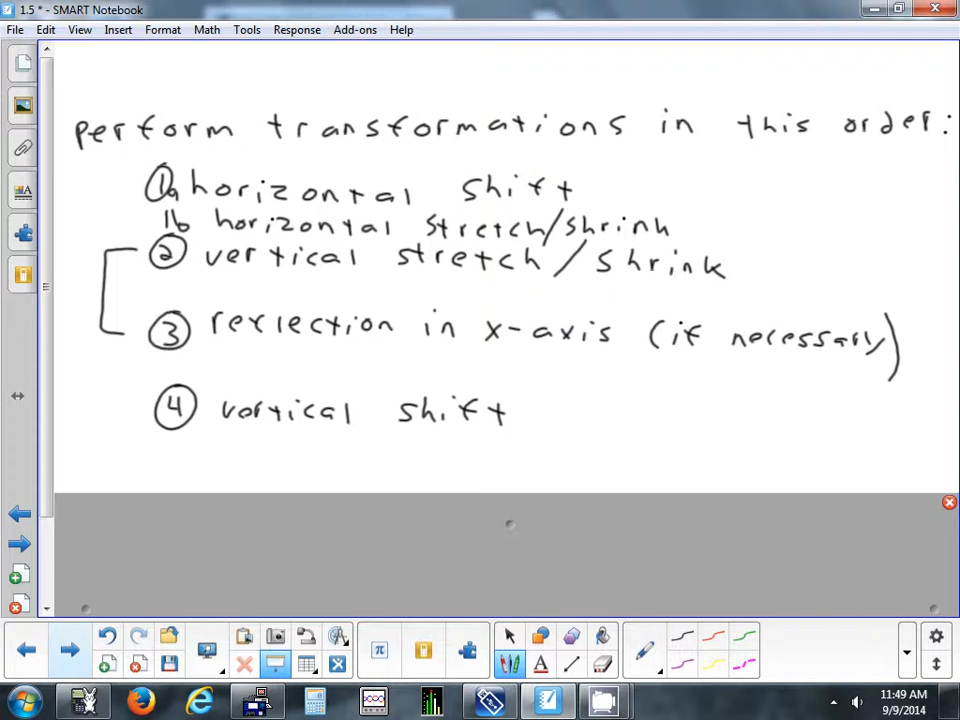 1.5 * - SMART Notebook
File Edit View Insert Format Math Tools Response Add-ons Help
perform transformations in this order:
1a horizontal shift
1b horizontal stretch/shrink
2 vertical stretch/shrink
3 reflection in x-axis (if necessary)
4 vertical shift
11:49 AM
9/9/2014